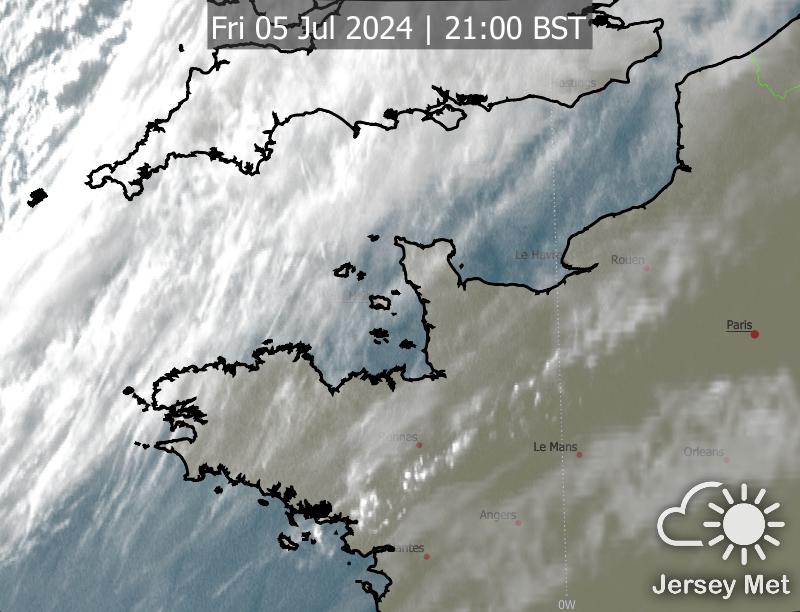 Fri 05 Jul 2024 | 21:00 BST
Hastings
Le Havre
Rouen
Paris
Rennes
Le Mans
Orleans
Angers
Nantes
Jersey Met
0W